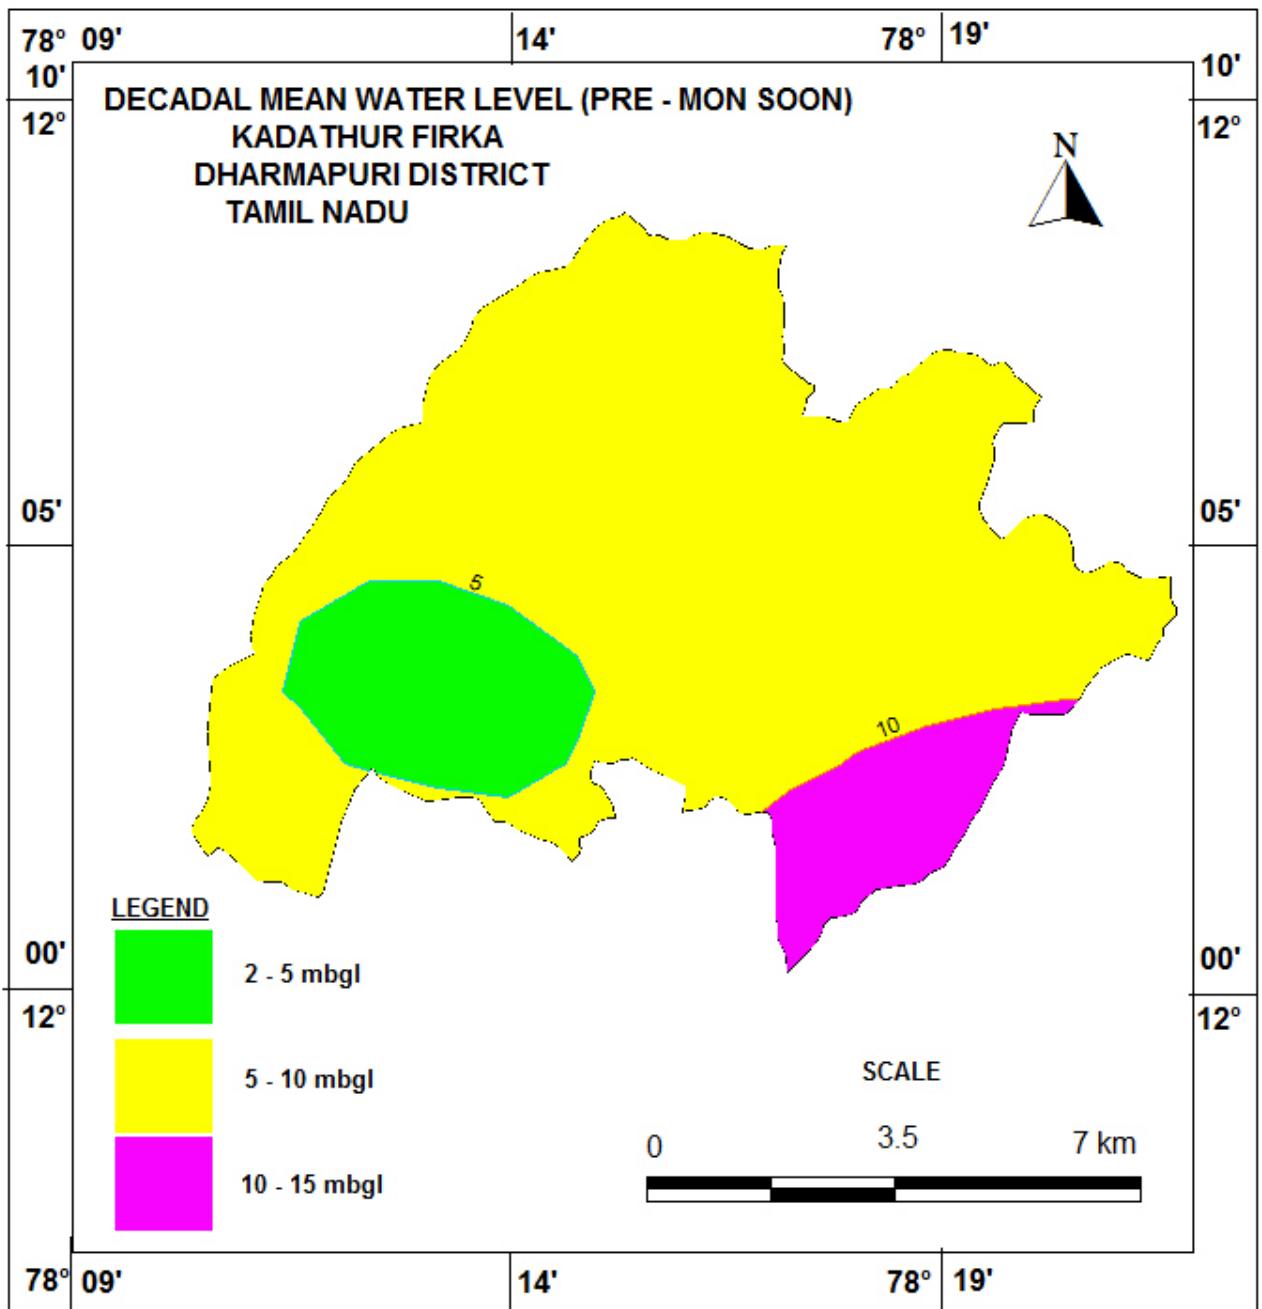 78° 09' 14' 78° 19'
10' 10'
12° 12°
DECADAL MEAN WATER LEVEL (PRE - MON SOON)
KADATHUR FIRKA
DHARMAPURI DISTRICT
TAMIL NADU
N
05' 05'
5
10
LEGEND
2 - 5 mbgl
5 - 10 mbgl
10 - 15 mbgl
00' 00'
12° 12°
SCALE
0 3.5 7 km
78° 09' 14' 78° 19'